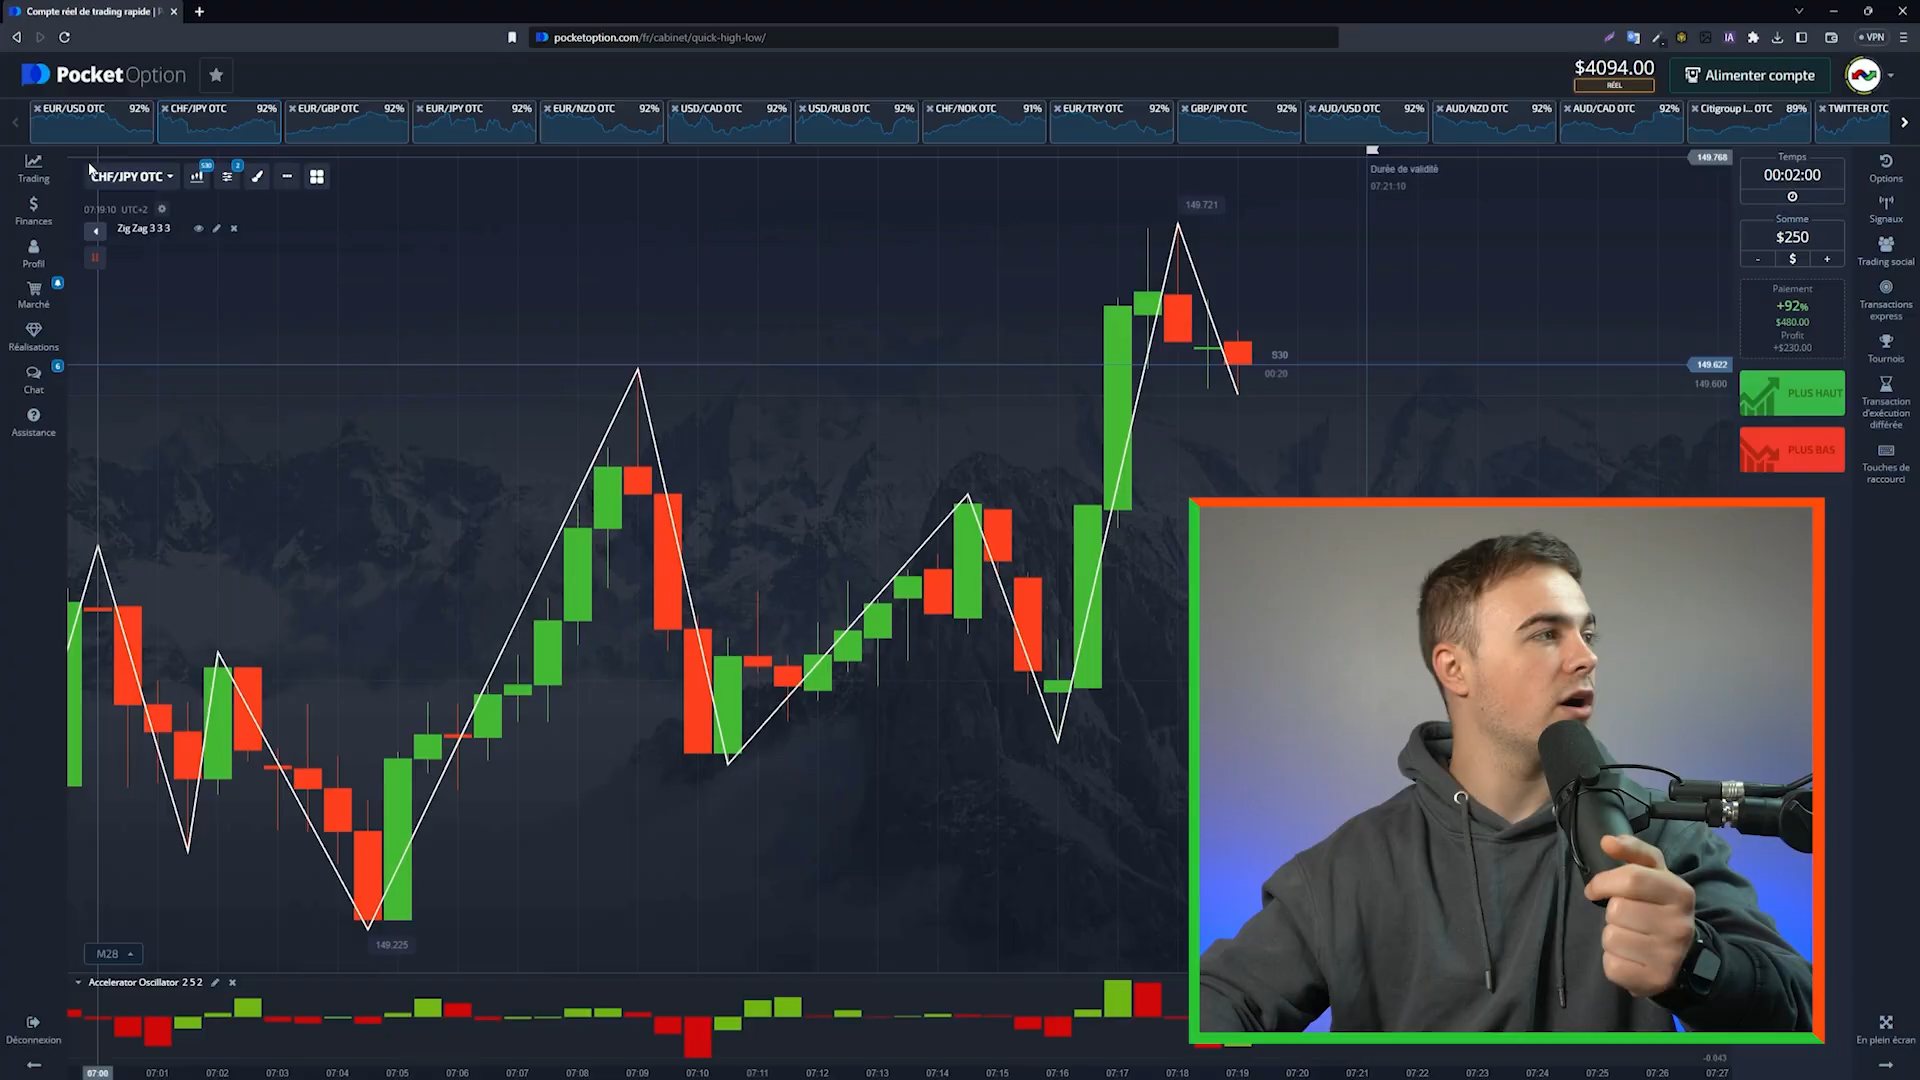 Compte réel de trading rapide |
pocketoption.com/fr/cabinet/quick-high-low/
VPN
PocketOption
$4094.00
RÉEL
Alimenter compte
EUR/USD OTC 92%
CHF/JPY OTC 92%
EUR/GBP OTC 92%
EUR/JPY OTC 92%
EUR/NZD OTC 92%
USD/CAD OTC 92%
USD/RUB OTC 92%
CHF/NOK OTC 91%
EUR/TRY OTC 92%
GBP/JPY OTC 92%
AUD/USD OTC 92%
AUD/NZD OTC 92%
AUD/CAD OTC 92%
Citigroup I... OTC 89%
TWITTER OTC
Trading
Finances
Profil
Marché
Réalisations
6
Chat
Assistance
Déconnexion
CHF/JPY OTC
S30
2
07:19:10 UTC+2
Zig Zag 3 3 3
149.721
Durée de validité
07:21:10
149.768
S30
00:20
149.622
149.600
149.225
M28
Accelerator Oscillator 2 5 2
-0.043
07:00 07:01 07:02 07:03 07:04 07:05 07:06 07:07 07:08 07:09 07:10 07:11 07:12 07:13 07:14 07:15 07:16 07:17 07:18 07:19 07:20 07:21 07:22 07:23 07:24 07:25 07:26 07:27
Temps
00:02:00
Somme
$250
- $ +
Paiement
+92%
$480.00
Profit
+$230.00
PLUS HAUT
PLUS BAS
Options
Signaux
Trading social
Transactions
express
Tournois
Transaction
d'exécution
différée
Touches de
raccourci
En plein écran